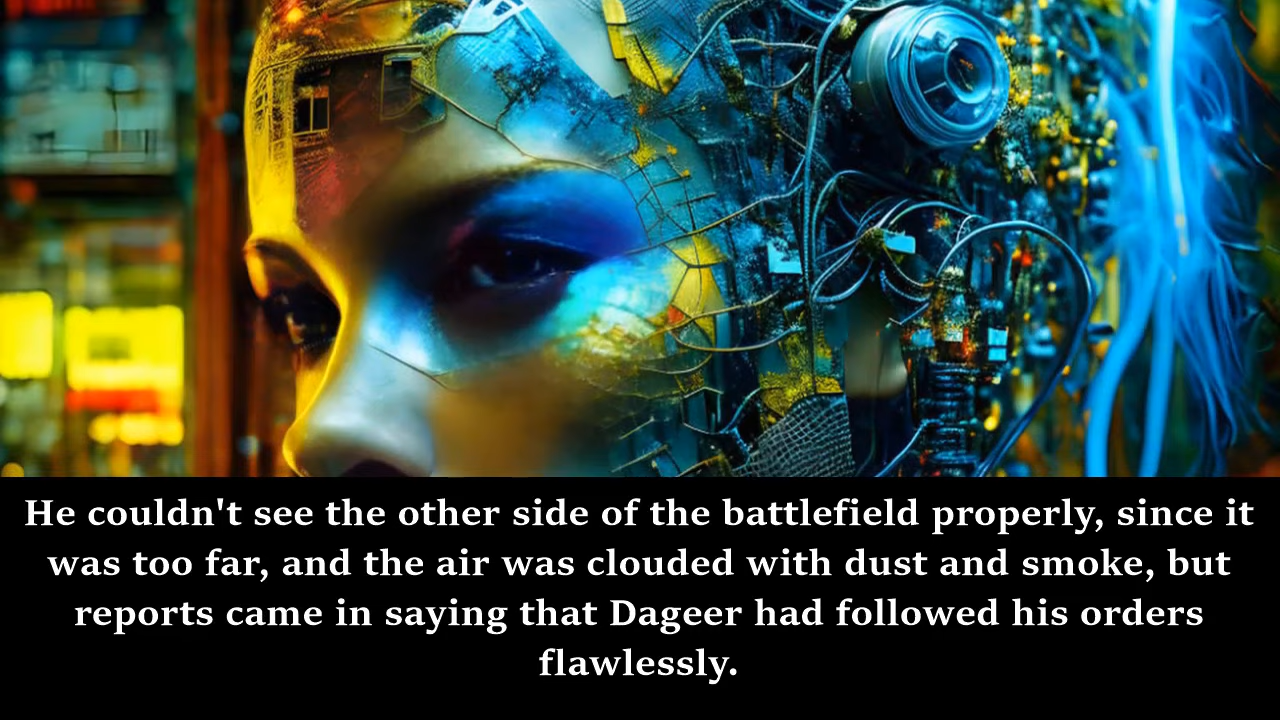 He couldn't see the other side of the battlefield properly, since it
was too far, and the air was clouded with dust and smoke, but
reports came in saying that Dageer had followed his orders
flawlessly.